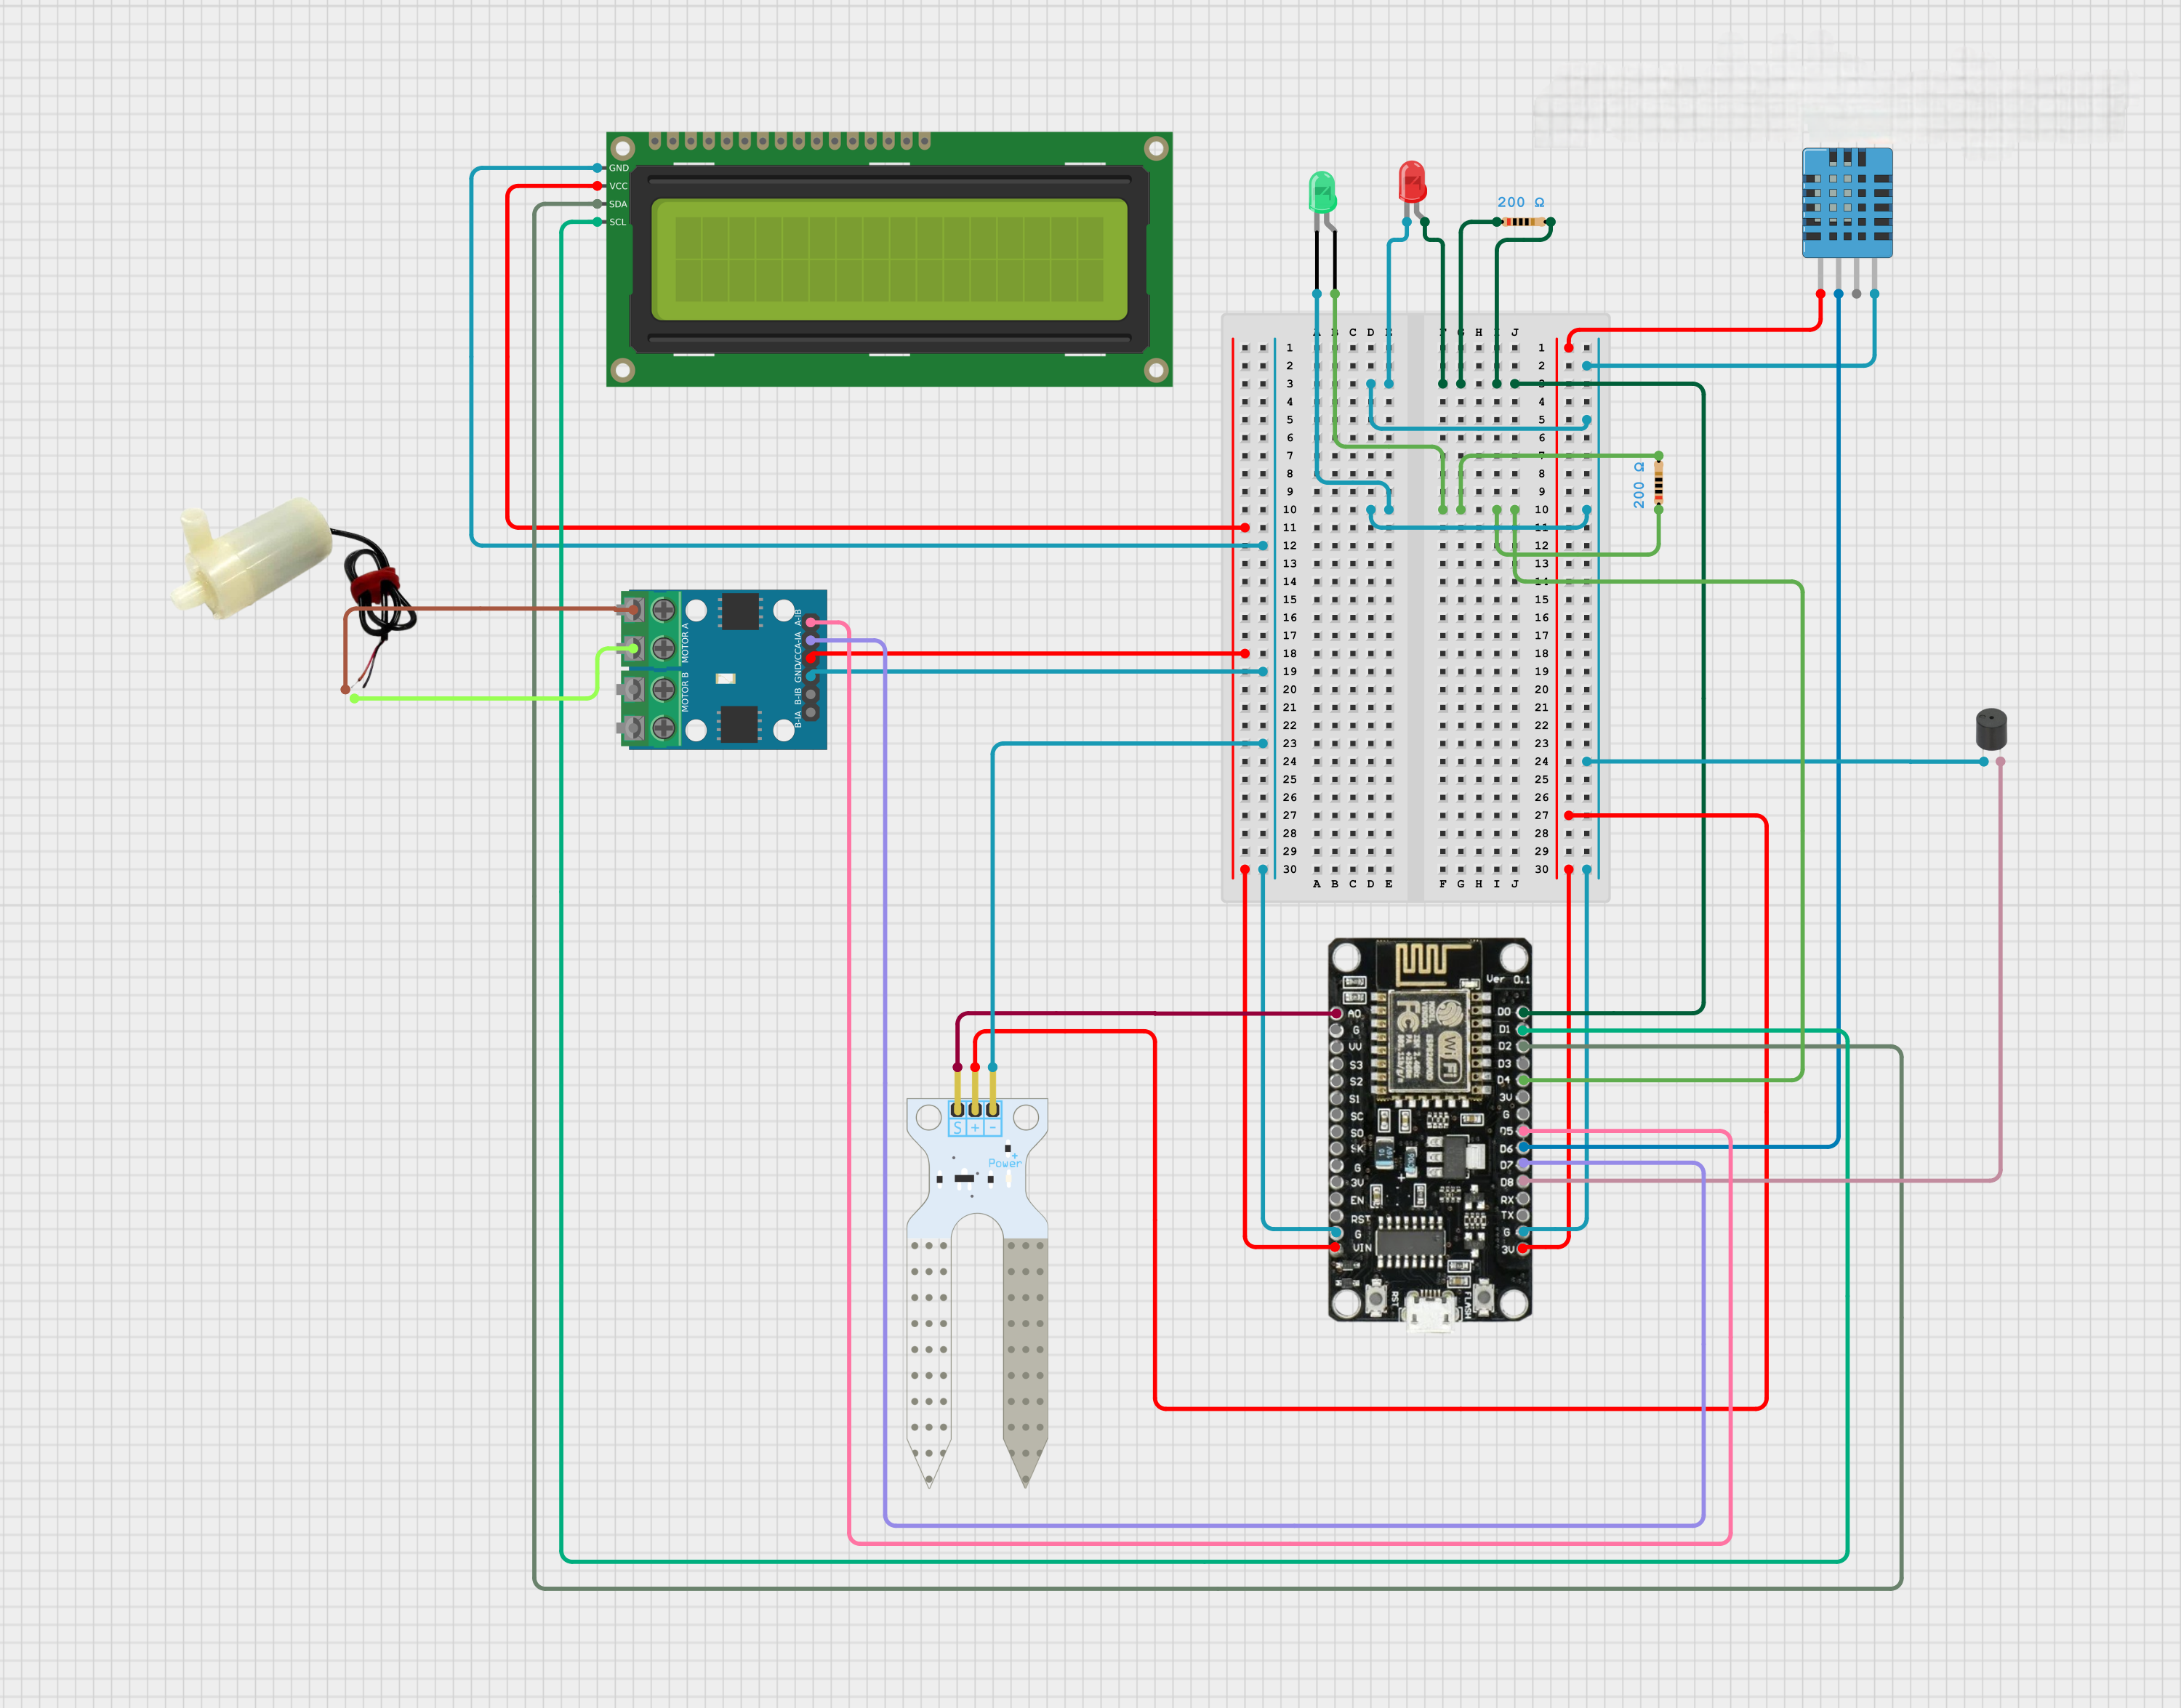 GND
VCC
SDA
SCL
200 Ω
A B C D E F G H I J
1 1
2 2
3 3
4 4
5 5
6 6
7 7
8 8
9 9
10 10
11 11
12 12
13 13
14 14
15 15
16 16
17 17
18 18
19 19
20 20
21 21
22 22
23 23
24 24
25 25
26 26
27 27
28 28
29 29
30 30
A B C D E F G H I J
200 Ω
MOTOR A
MOTOR B
A-IB
A-IA
VCC
GND
B-IB
B-IA
Ver 0.1
A0 D0
G D1
VV D2
S3 D3
S2 D4
S1 3V
SC G
S0 D5
SK D6
G D7
3V D8
EN RX
RST TX
G G
VIN 3V
FC
WiFi
RST
FLASH
S + -
+
Power